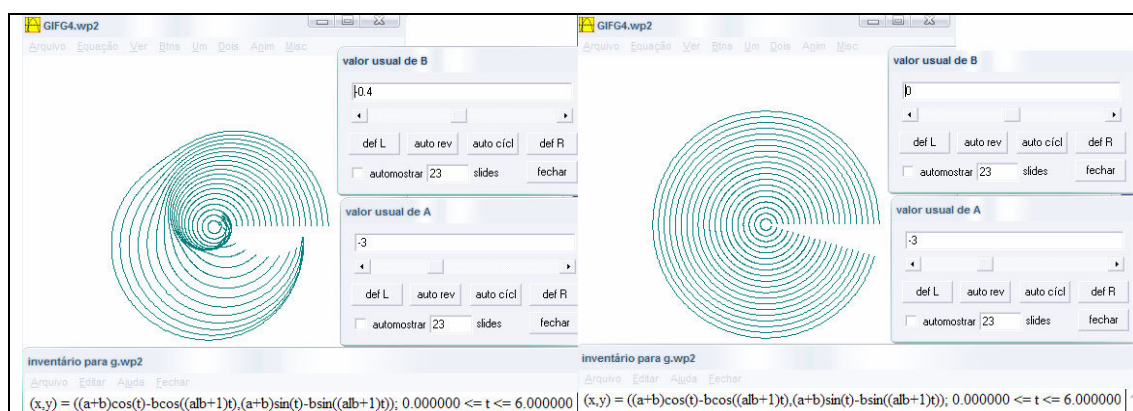 GIFG4.wp2
Arquivo Equação Ver Btns Um Dois Anim Misc
valor usual de B
-0.4
def L auto rev auto cícl def R
automostrar 23 slides fechar
valor usual de A
-3
def L auto rev auto cícl def R
automostrar 23 slides fechar
inventário para g.wp2
Arquivo Editar Ajuda Fechar
(x,y) = ((a+b)cos(t)-bcos((alb+1)t),(a+b)sin(t)-bsin((alb+1)t)); 0.000000 <= t <= 6.000000
GIFG4.wp2
Arquivo Equação Ver Btns Um Dois Anim Misc
valor usual de B
0
def L auto rev auto cícl def R
automostrar 23 slides fechar
valor usual de A
-3
def L auto rev auto cícl def R
automostrar 23 slides fechar
inventário para g.wp2
Arquivo Editar Ajuda Fechar
(x,y) = ((a+b)cos(t)-bcos((alb+1)t),(a+b)sin(t)-bsin((alb+1)t)); 0.000000 <= t <= 6.000000